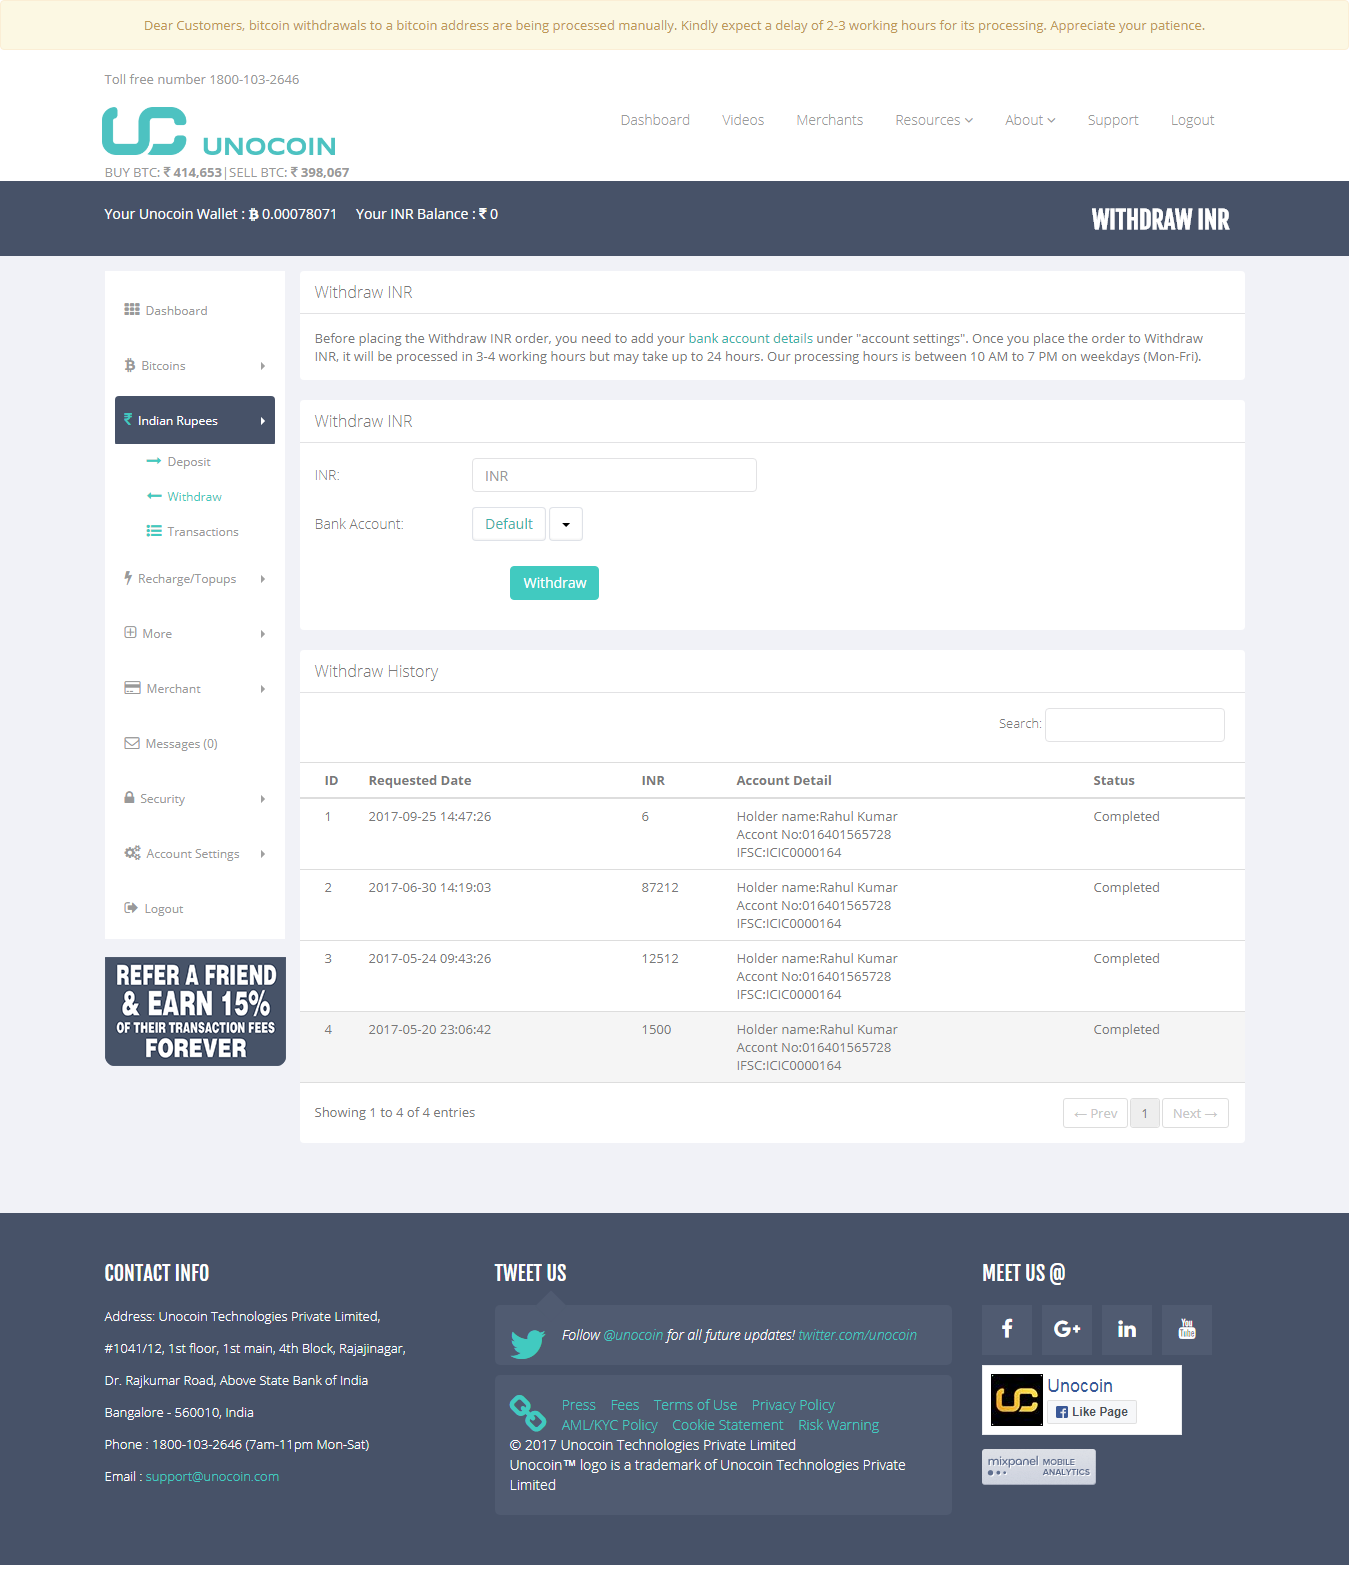 Dear Customers, bitcoin withdrawals to a bitcoin address are being processed manually. Kindly expect a delay of 2-3 working hours for its processing. Appreciate your patience.
Toll free number 1800-103-2646
UC UNOCOIN
Dashboard Videos Merchants Resources About Support Logout
BUY BTC: ₹ 414,653|SELL BTC: ₹ 398,067
Your Unocoin Wallet : ₿ 0.00078071 Your INR Balance : ₹ 0
WITHDRAW INR
Dashboard
Bitcoins
₹ Indian Rupees
Deposit
Withdraw
Transactions
Recharge/Topups
More
Merchant
Messages (0)
Security
Account Settings
Logout
REFER A FRIEND
& EARN 15%
OF THEIR TRANSACTION FEES
FOREVER
Withdraw INR
Before placing the Withdraw INR order, you need to add your bank account details under "account settings". Once you place the order to Withdraw
INR, it will be processed in 3-4 working hours but may take up to 24 hours. Our processing hours is between 10 AM to 7 PM on weekdays (Mon-Fri).
Withdraw INR
INR: INR
Bank Account: Default
Withdraw
Withdraw History
Search:
ID Requested Date INR Account Detail Status
1 2017-09-25 14:47:26 6 Holder name:Rahul Kumar Completed
Accont No:016401565728
IFSC:ICIC0000164
2 2017-06-30 14:19:03 87212 Holder name:Rahul Kumar Completed
Accont No:016401565728
IFSC:ICIC0000164
3 2017-05-24 09:43:26 12512 Holder name:Rahul Kumar Completed
Accont No:016401565728
IFSC:ICIC0000164
4 2017-05-20 23:06:42 1500 Holder name:Rahul Kumar Completed
Accont No:016401565728
IFSC:ICIC0000164
Showing 1 to 4 of 4 entries
← Prev 1 Next →
CONTACT INFO
Address: Unocoin Technologies Private Limited,
#1041/12, 1st floor, 1st main, 4th Block, Rajajinagar,
Dr. Rajkumar Road, Above State Bank of India
Bangalore - 560010, India
Phone : 1800-103-2646 (7am-11pm Mon-Sat)
Email : support@unocoin.com
TWEET US
Follow @unocoin for all future updates! twitter.com/unocoin
Press Fees Terms of Use Privacy Policy
AML/KYC Policy Cookie Statement Risk Warning
© 2017 Unocoin Technologies Private Limited
Unocoin™ logo is a trademark of Unocoin Technologies Private
Limited
MEET US @
f G+ in You Tube
UC Unocoin
Like Page
mixpanel MOBILE
ANALYTICS